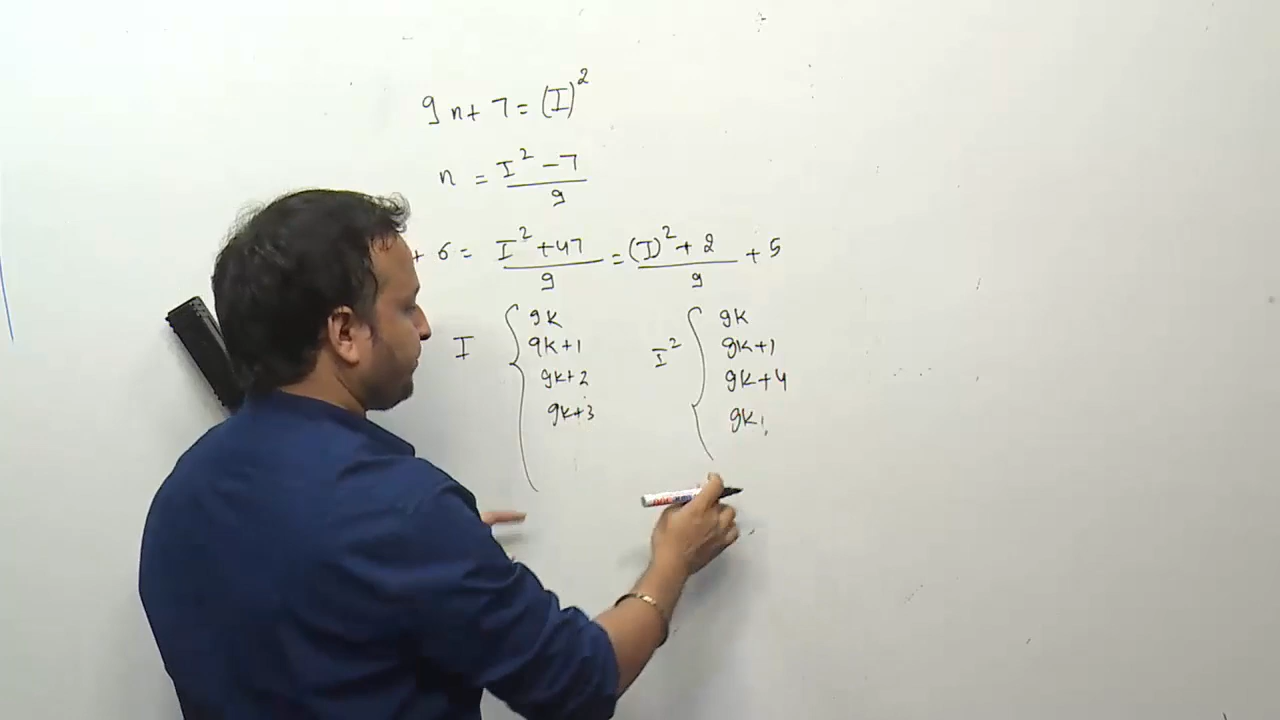 9n + 7 = (I)²
n = (I² - 7)/9
+ 6 = (I² + 47)/9 = ((I)² + 2)/9 + 5
I { 9k I² { 9k
9k+1 9k+1
9k+2 9k+4
9k+3 9k